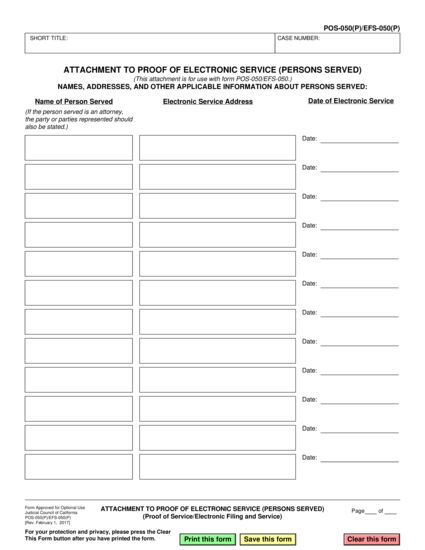 POS-050(P)/EFS-050(P)
SHORT TITLE:
CASE NUMBER:
ATTACHMENT TO PROOF OF ELECTRONIC SERVICE (PERSONS SERVED)
(This attachment is for use with form POS-050/EFS-050.)
NAMES, ADDRESSES, AND OTHER APPLICABLE INFORMATION ABOUT PERSONS SERVED:
Name of Person Served
Electronic Service Address
Date of Electronic Service
(If the person served is an attorney,
the party or parties represented should
also be stated.)
Date:
Date:
Date:
Date:
Date:
Date:
Date:
Date:
Date:
Date:
Date:
Date:
Form Approved for Optional Use
Judicial Council of California
POS-050(P)/EFS-050(P)
[Rev. February 1, 2017]
ATTACHMENT TO PROOF OF ELECTRONIC SERVICE (PERSONS SERVED)
(Proof of Service/Electronic Filing and Service)
Page____ of ____
For your protection and privacy, please press the Clear
This Form button after you have printed the form.
Print this form
Save this form
Clear this form